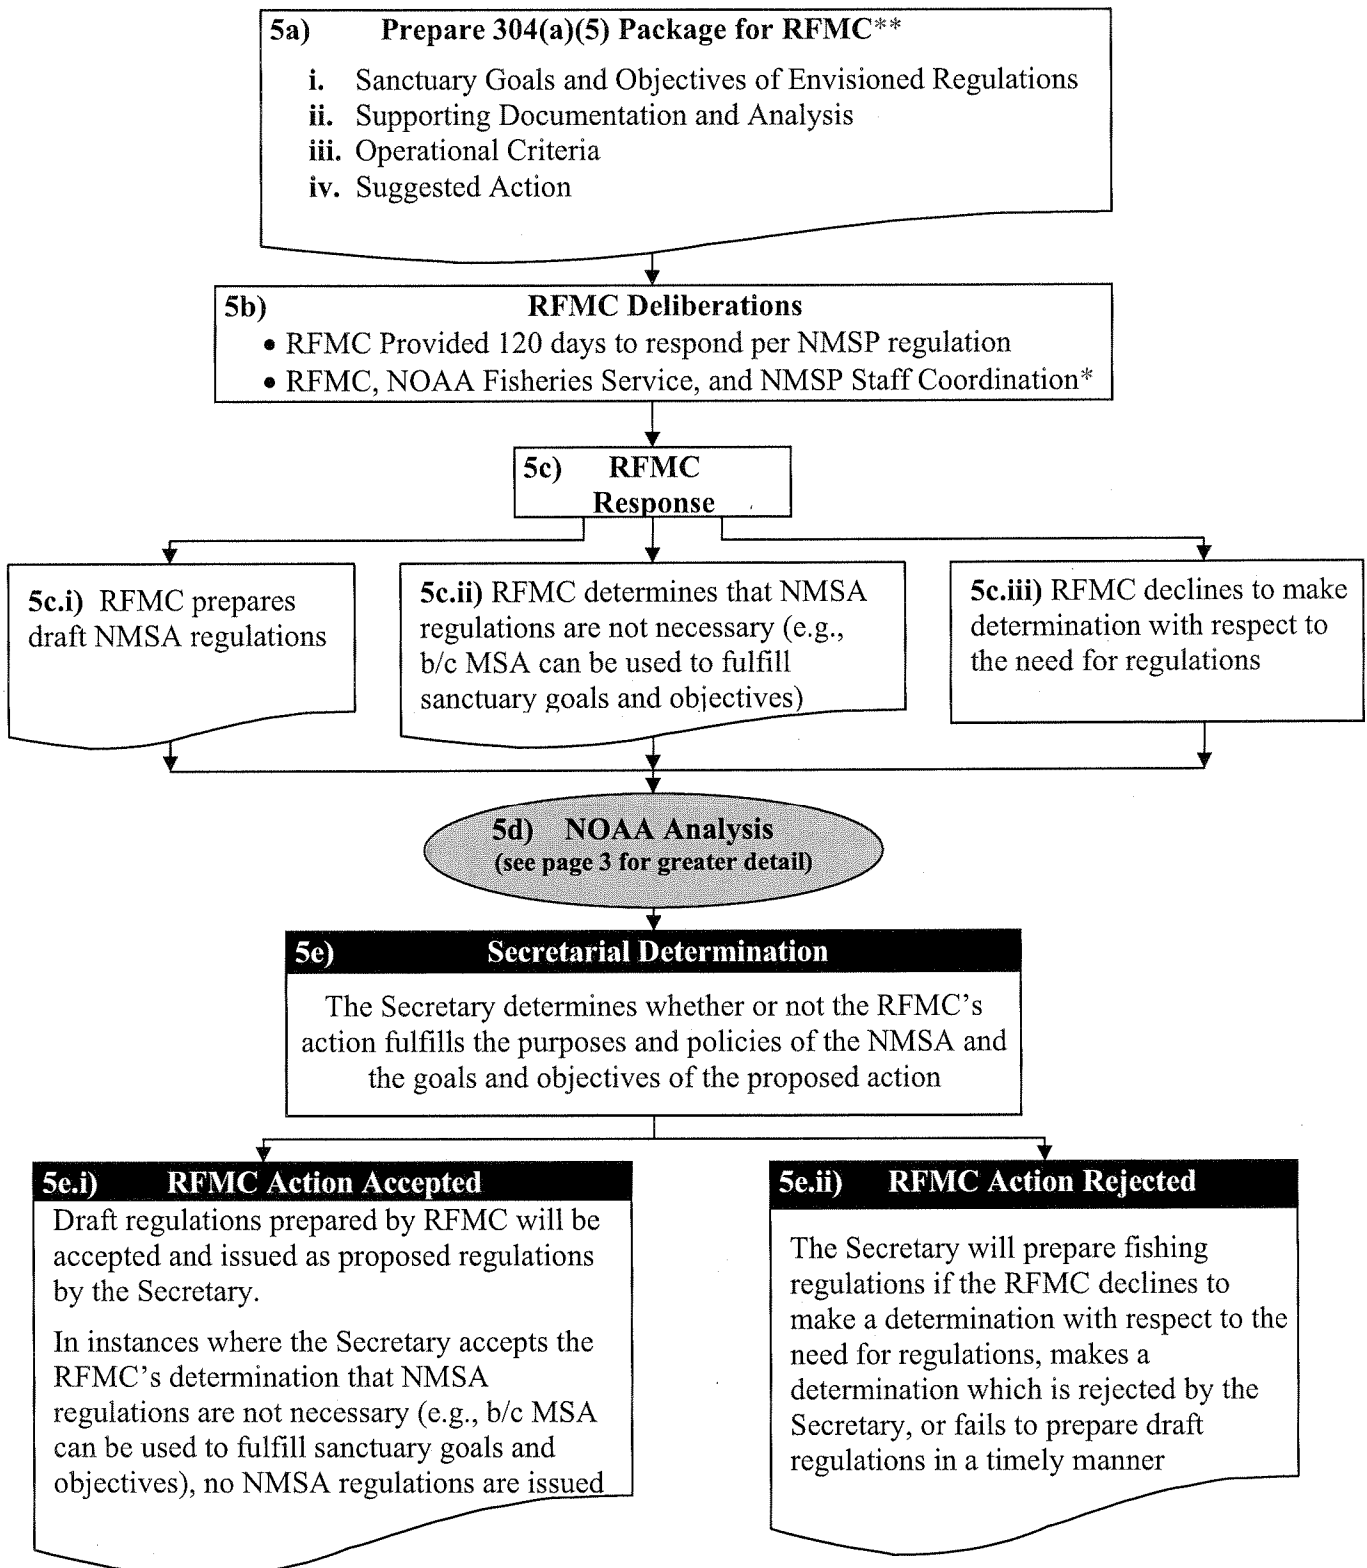 5a) Prepare 304(a)(5) Package for RFMC**
i. Sanctuary Goals and Objectives of Envisioned Regulations
ii. Supporting Documentation and Analysis
iii. Operational Criteria
iv. Suggested Action
5b) RFMC Deliberations
• RFMC Provided 120 days to respond per NMSP regulation
• RFMC, NOAA Fisheries Service, and NMSP Staff Coordination*
5c) RFMC
Response
5c.i) RFMC prepares
draft NMSA regulations
5c.ii) RFMC determines that NMSA
regulations are not necessary (e.g.,
b/c MSA can be used to fulfill
sanctuary goals and objectives)
5c.iii) RFMC declines to make
determination with respect to
the need for regulations
5d) NOAA Analysis
(see page 3 for greater detail)
5e) Secretarial Determination
The Secretary determines whether or not the RFMC's
action fulfills the purposes and policies of the NMSA and
the goals and objectives of the proposed action
5e.i) RFMC Action Accepted
Draft regulations prepared by RFMC will be
accepted and issued as proposed regulations
by the Secretary.
In instances where the Secretary accepts the
RFMC's determination that NMSA
regulations are not necessary (e.g., b/c MSA
can be used to fulfill sanctuary goals and
objectives), no NMSA regulations are issued
5e.ii) RFMC Action Rejected
The Secretary will prepare fishing
regulations if the RFMC declines to
make a determination with respect to the
need for regulations, makes a
determination which is rejected by the
Secretary, or fails to prepare draft
regulations in a timely manner